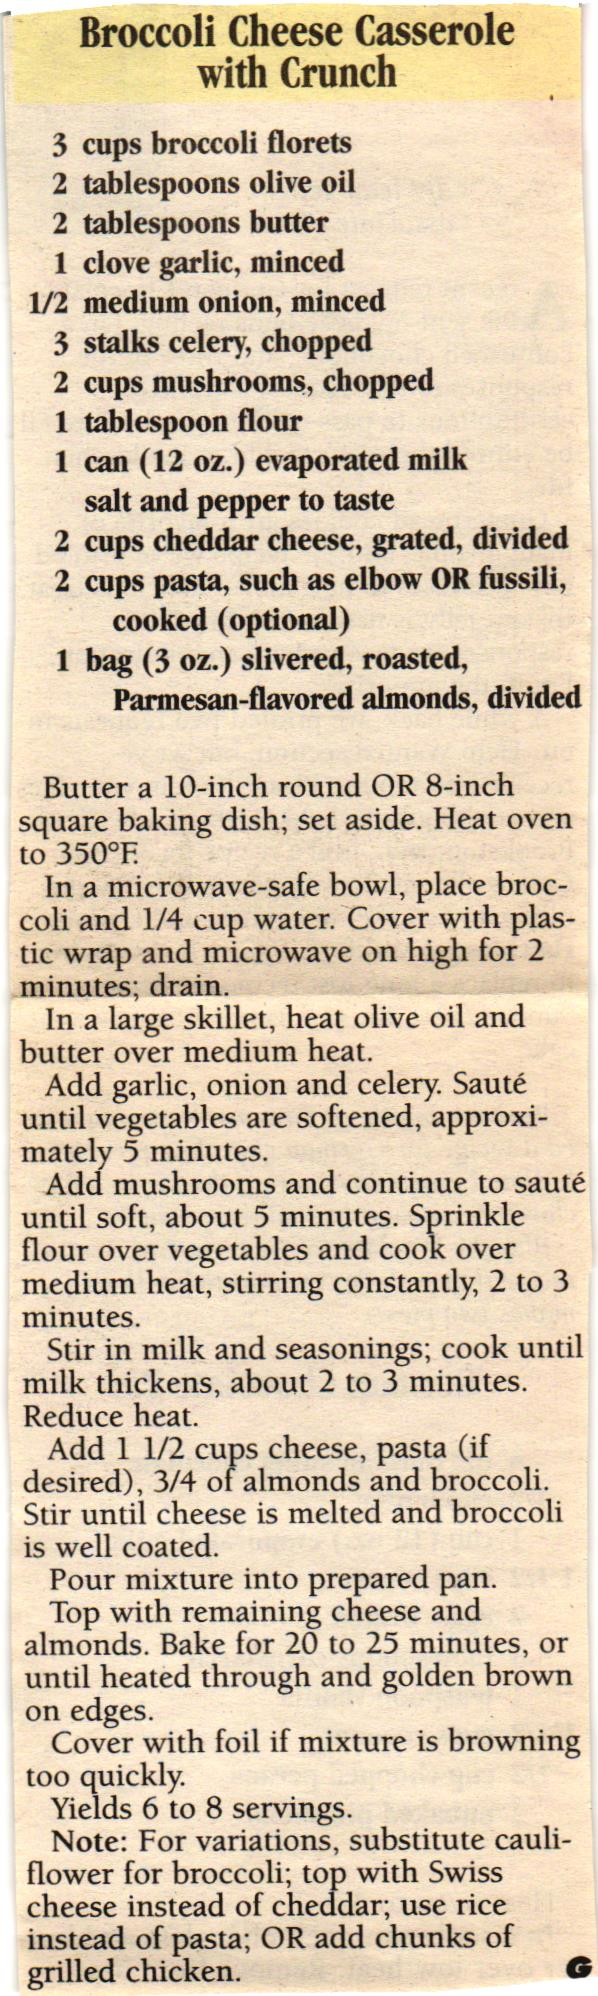 Broccoli Cheese Casserole
with Crunch
3 cups broccoli florets
2 tablespoons olive oil
2 tablespoons butter
1 clove garlic, minced
1/2 medium onion, minced
3 stalks celery, chopped
2 cups mushrooms, chopped
1 tablespoon flour
1 can (12 oz.) evaporated milk
salt and pepper to taste
2 cups cheddar cheese, grated, divided
2 cups pasta, such as elbow OR fussili,
cooked (optional)
1 bag (3 oz.) slivered, roasted,
Parmesan-flavored almonds, divided
Butter a 10-inch round OR 8-inch
square baking dish; set aside. Heat oven
to 350°F.
In a microwave-safe bowl, place broc-
coli and 1/4 cup water. Cover with plas-
tic wrap and microwave on high for 2
minutes; drain.
In a large skillet, heat olive oil and
butter over medium heat.
Add garlic, onion and celery. Sauté
until vegetables are softened, approxi-
mately 5 minutes.
Add mushrooms and continue to sauté
until soft, about 5 minutes. Sprinkle
flour over vegetables and cook over
medium heat, stirring constantly, 2 to 3
minutes.
Stir in milk and seasonings; cook until
milk thickens, about 2 to 3 minutes.
Reduce heat.
Add 1 1/2 cups cheese, pasta (if
desired), 3/4 of almonds and broccoli.
Stir until cheese is melted and broccoli
is well coated.
Pour mixture into prepared pan.
Top with remaining cheese and
almonds. Bake for 20 to 25 minutes, or
until heated through and golden brown
on edges.
Cover with foil if mixture is browning
too quickly.
Yields 6 to 8 servings.
Note: For variations, substitute cauli-
flower for broccoli; top with Swiss
cheese instead of cheddar; use rice
instead of pasta; OR add chunks of
grilled chicken. G